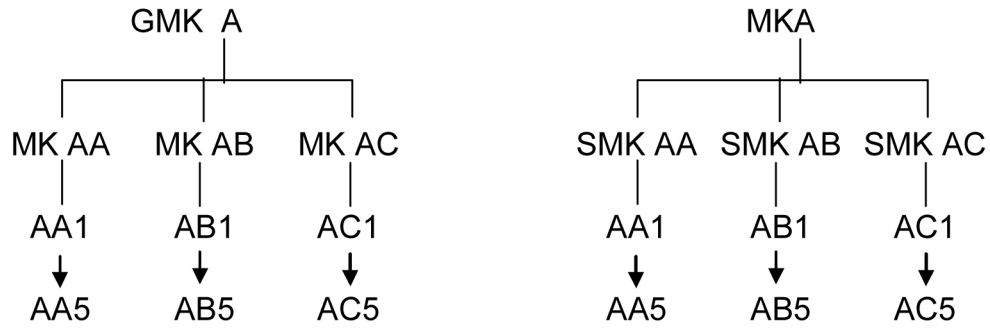 GMK A
MK AA MK AB MK AC
AA1 AB1 AC1
AA5 AB5 AC5
MKA
SMK AA SMK AB SMK AC
AA1 AB1 AC1
AA5 AB5 AC5